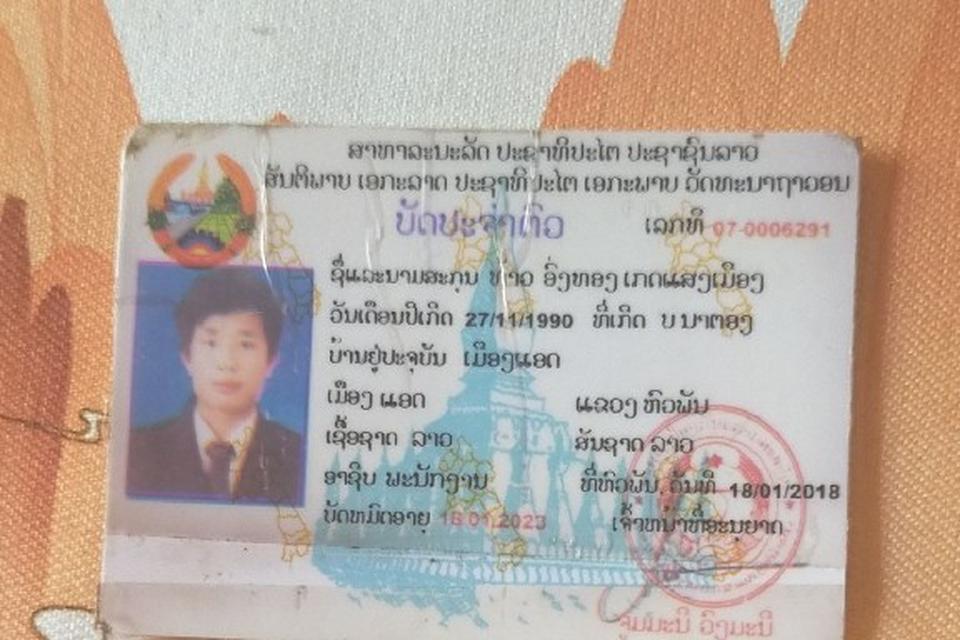 ສາທາລະນະລັດ ປະຊາທິປະໄຕ ປະຊາຊົນລາວ
ສັນຕິພາບ ເອກະລາດ ປະຊາທິປະໄຕ ເອກະພາບ ວັດທະນາຖາວອນ
ບັດປະຈຳຕົວ ເລກທີ 07-0006291
ຊື່ແລະນາມສະກຸນ ທ້າວ ອົ່ງທອງ ເກດແສງເມືອງ
ວັນເດືອນປີເກີດ 27/11/1990 ທີ່ເກີດ ບ ນາຕອງ
ບ້ານຢູ່ປະຈຸບັນ ເມືອງແອດ
ເມືອງ ແອດ ແຂວງ ຫົວພັນ
ເຊື້ອຊາດ ລາວ ສັນຊາດ ລາວ
ອາຊີບ ພະນັກງານ ທີ່ຫົວພັນ, ວັນທີ 18/01/2018
ບັດຫມົດອາຍຸ 18 01 2023 ເຈົ້າຫນ້າທີ່ອະນຸຍາດ
ຈຸມມະນີ ວົງມະນີ